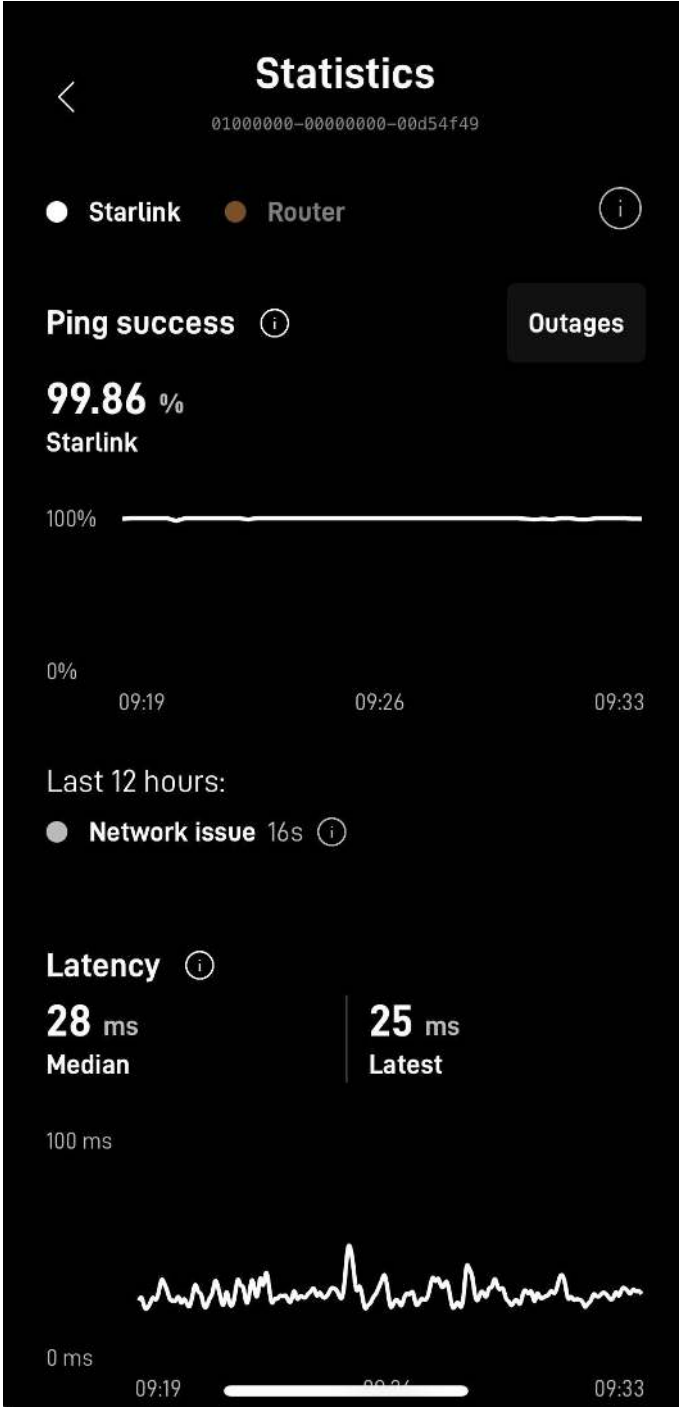 Statistics
01000000-00000000-00d54f49
Starlink
Router
Ping success
Outages
99.86 %
Starlink
100%
0%
09:19 09:26 09:33
Last 12 hours:
Network issue 16s
Latency
28 ms 25 ms
Median Latest
100 ms
0 ms
09:19 09:33